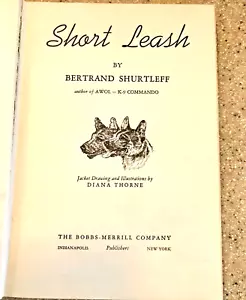 Short Leash
BY
BERTRAND SHURTLEFF
author of AWOL — K-9 COMMANDO
Jacket Drawing and Illustrations by
DIANA THORNE
THE BOBBS-MERRILL COMPANY
INDIANAPOLIS Publishers NEW YORK